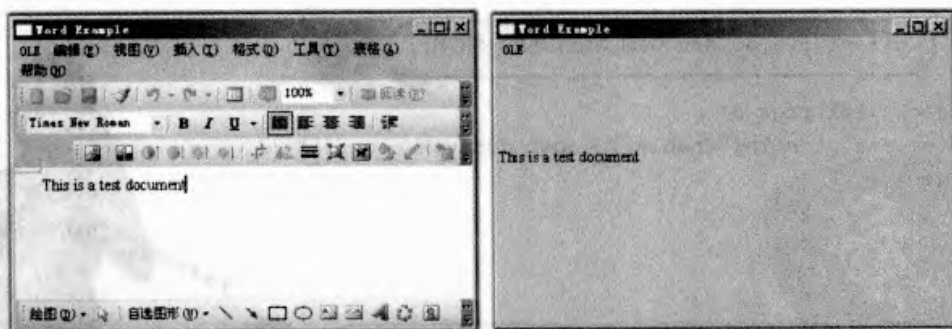 Word Example
OLE 编辑(E) 视图(V) 插入(I) 格式(O) 工具(T) 表格(A)
帮助(H)
100% 阅读(R)
Times New Roman B I U
This is a test document
绘图(D) 自选图形(U)
Word Example
OLE
This is a test document